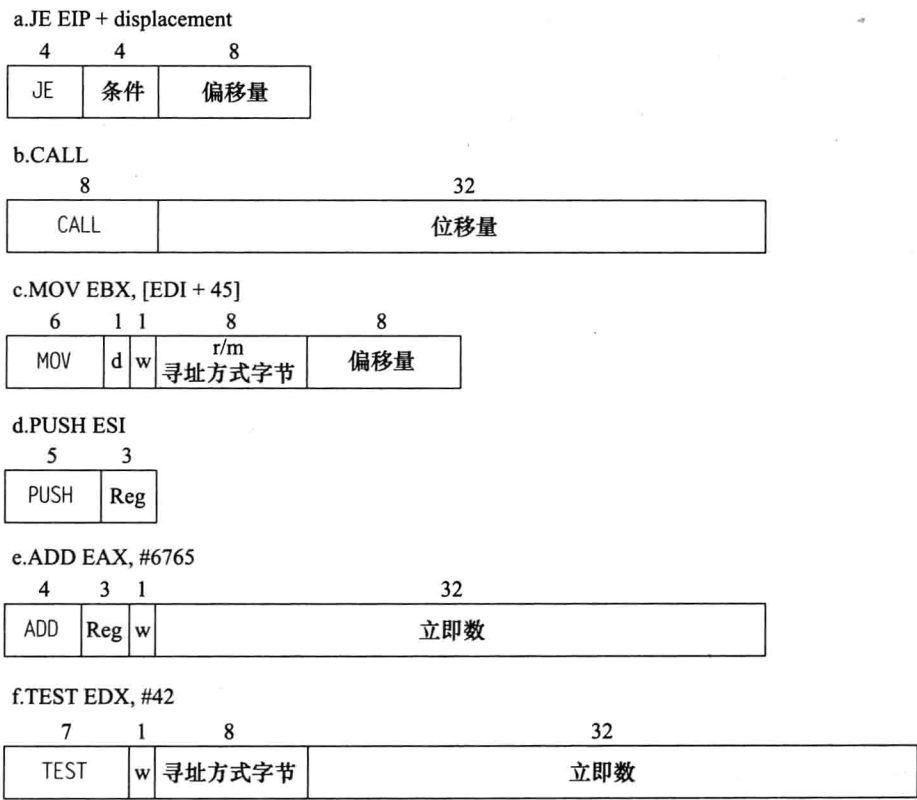 a.JE EIP + displacement
4 4 8
JE 条件 偏移量
b.CALL
8 32
CALL 位移量
c.MOV EBX, [EDI + 45]
6 1 1 8 8
MOV d w r/m 寻址方式字节 偏移量
d.PUSH ESI
5 3
PUSH Reg
e.ADD EAX, #6765
4 3 1 32
ADD Reg w 立即数
f.TEST EDX, #42
7 1 8 32
TEST w 寻址方式字节 立即数